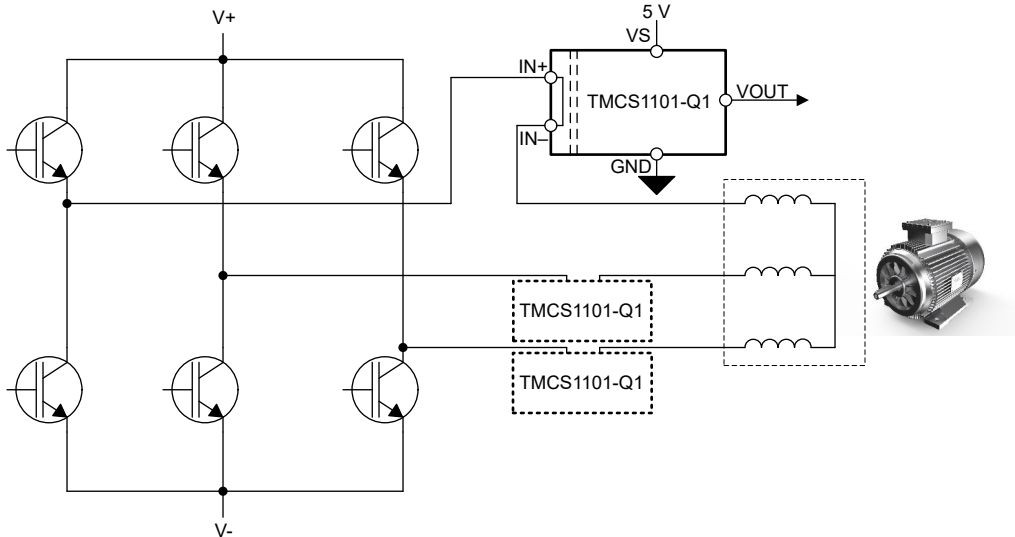 V+
5 V
VS
IN+
TMCS1101-Q1
VOUT
IN–
GND
TMCS1101-Q1
TMCS1101-Q1
V-